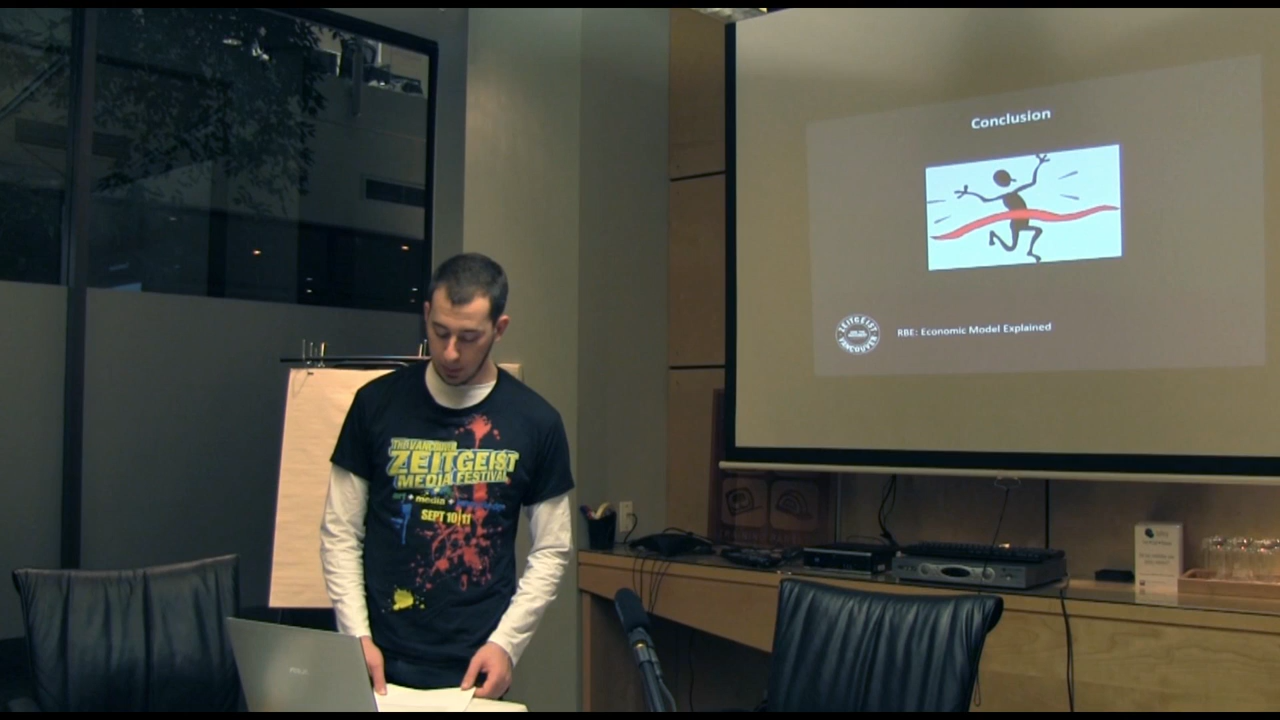 Conclusion
ZEITGEIST
VANCOUVER
RBE: Economic Model Explained
THE VANCOUVER
ZEITGEIST
MEDIA FESTIVAL
art + media +
SEPT 10|11